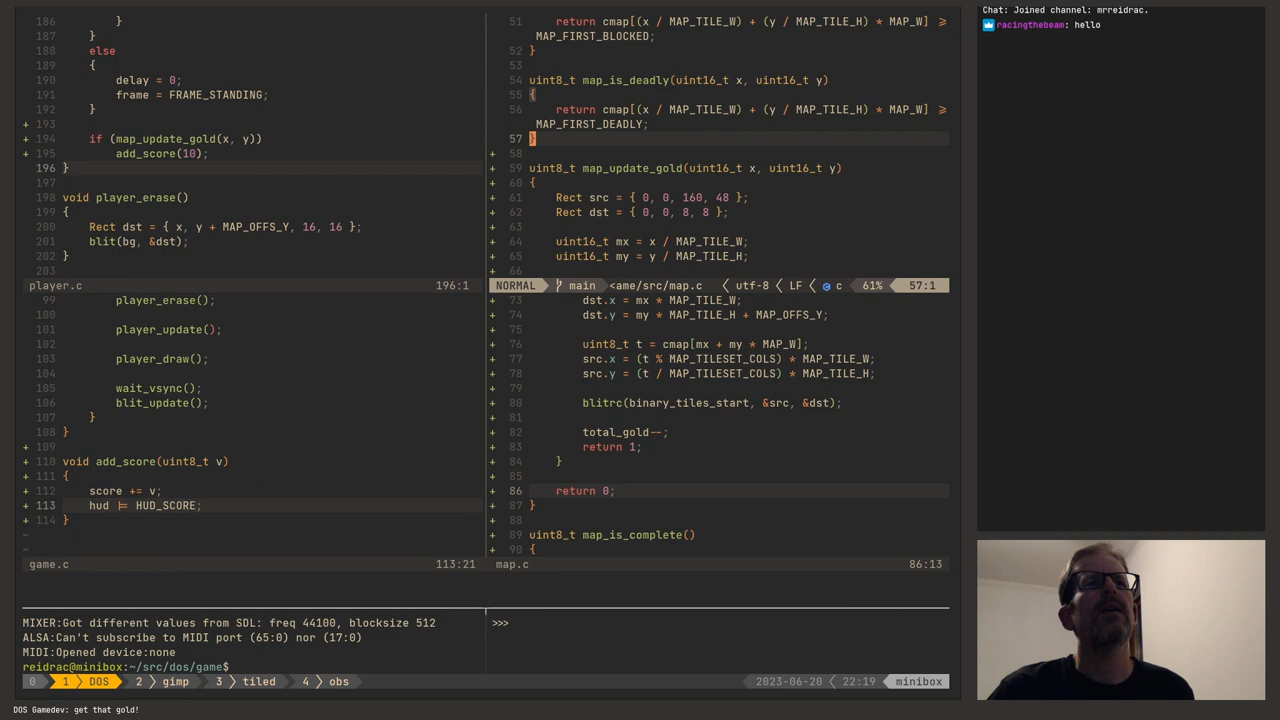 186         }
187     }
188     else
189     {
190         delay = 0;
191         frame = FRAME_STANDING;
192     }
+ 193
+ 194     if (map_update_gold(x, y))
+ 195         add_score(10);
196 }
197
198 void player_erase()
199 {
200     Rect dst = { x, y + MAP_OFFS_Y, 16, 16 };
201     blit(bg, &dst);
202 }
203
player.c 196:1
99         player_erase();
100
101         player_update();
102
103         player_draw();
104
105         wait_vsync();
106         blit_update();
107     }
108 }
+ 109
+ 110 void add_score(uint8_t v)
+ 111 {
+ 112     score += v;
+ 113     hud |= HUD_SCORE;
+ 114 }
~
~
game.c 113:21
51     return cmap[(x / MAP_TILE_W) + (y / MAP_TILE_H) * MAP_W] >=
MAP_FIRST_BLOCKED;
52 }
53
54 uint8_t map_is_deadly(uint16_t x, uint16_t y)
55 {
56     return cmap[(x / MAP_TILE_W) + (y / MAP_TILE_H) * MAP_W] >=
MAP_FIRST_DEADLY;
57 }
+ 58
+ 59 uint8_t map_update_gold(uint16_t x, uint16_t y)
+ 60 {
+ 61     Rect src = { 0, 0, 160, 48 };
+ 62     Rect dst = { 0, 0, 8, 8 };
+ 63
+ 64     uint16_t mx = x / MAP_TILE_W;
+ 65     uint16_t my = y / MAP_TILE_H;
+ 66
NORMAL main <ame/src/map.c utf-8 LF c 61% 57:1
+ 73         dst.x = mx * MAP_TILE_W;
+ 74         dst.y = my * MAP_TILE_H + MAP_OFFS_Y;
+ 75
+ 76         uint8_t t = cmap[mx + my * MAP_W];
+ 77         src.x = (t % MAP_TILESET_COLS) * MAP_TILE_W;
+ 78         src.y = (t / MAP_TILESET_COLS) * MAP_TILE_H;
+ 79
+ 80         blitrc(binary_tiles_start, &src, &dst);
+ 81
+ 82         total_gold--;
+ 83         return 1;
+ 84     }
+ 85
+ 86     return 0;
+ 87 }
+ 88
+ 89 uint8_t map_is_complete()
+ 90 {
map.c 86:13
MIXER:Got different values from SDL: freq 44100, blocksize 512
ALSA:Can't subscribe to MIDI port (65:0) nor (17:0)
MIDI:Opened device:none
reidrac@minibox:~/src/dos/game$
>>>
0 1 DOS 2 gimp 3 tiled 4 obs 2023-06-20 22:19 minibox
DOS Gamedev: get that gold!
Chat: Joined channel: mrreidrac.
racingthebeam: hello